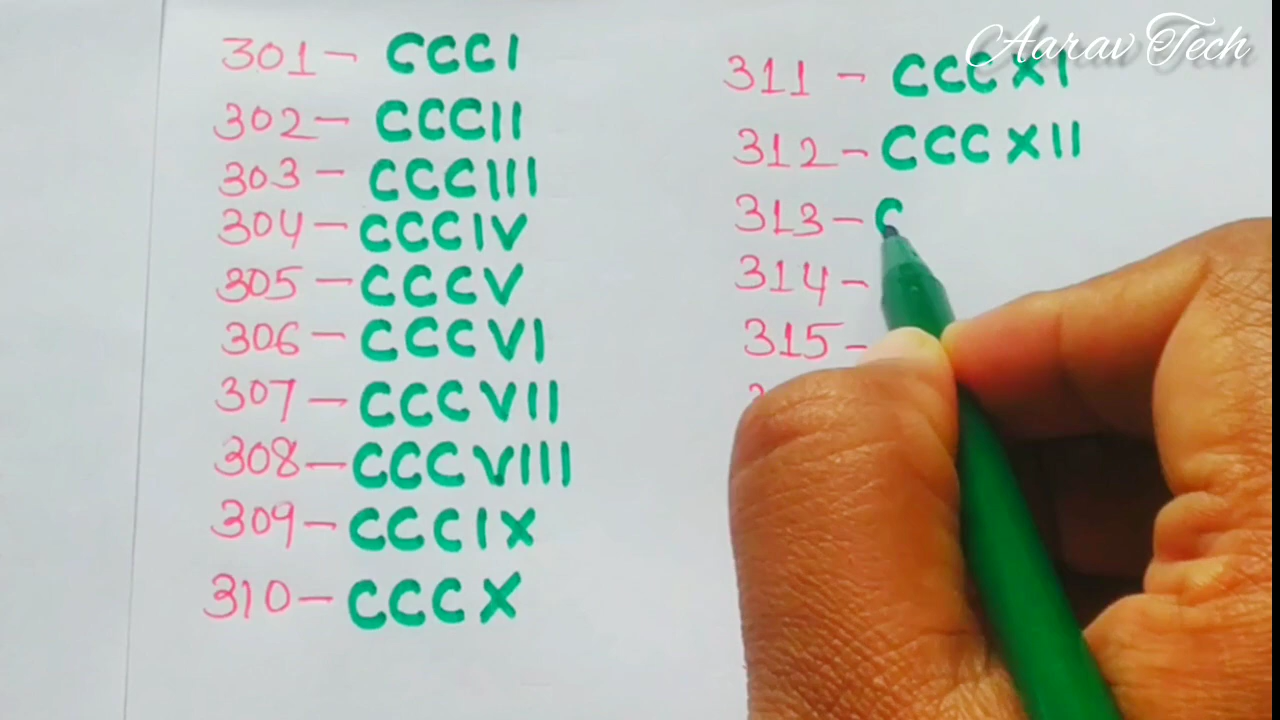 Aarav Tech
301 - CCCI
302 - CCCII
303 - CCCIII
304 - CCCIV
305 - CCCV
306 - CCCVI
307 - CCCVII
308 - CCCVIII
309 - CCCIX
310 - CCCX
311 - CCCXI
312 - CCCXII
313 - C
314 -
315 -